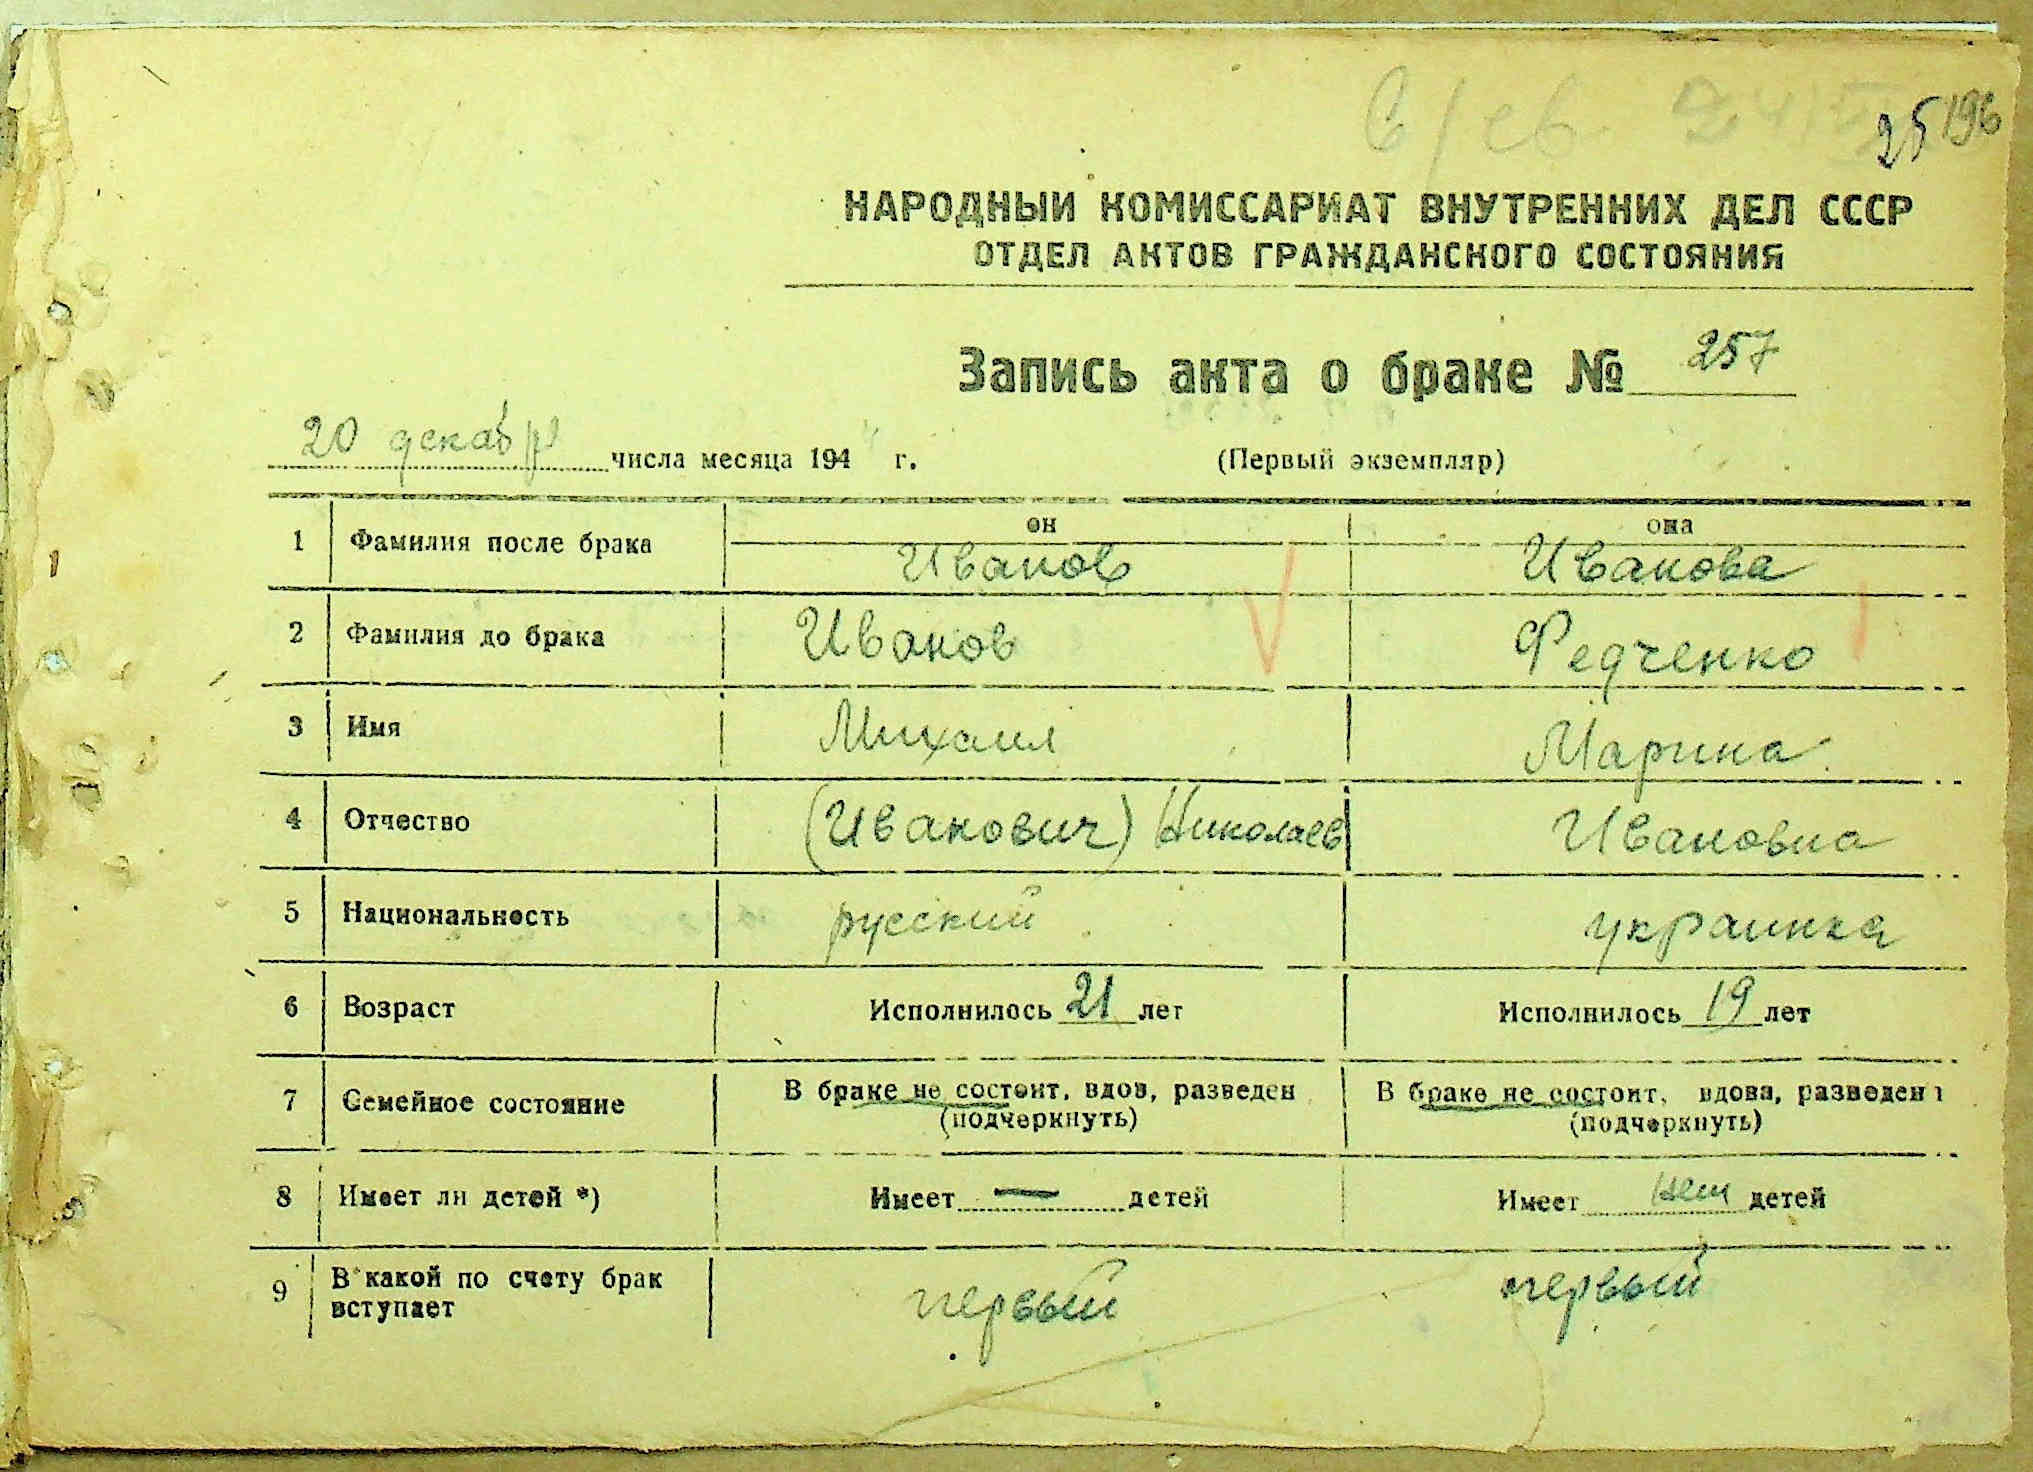 25 196
НАРОДНЫЙ КОМИССАРИАТ ВНУТРЕННИХ ДЕЛ СССР
ОТДЕЛ АКТОВ ГРАЖДАНСКОГО СОСТОЯНИЯ
Запись акта о браке № 257
20 декабр числа месяца 194 г. (Первый экземпляр)
он она
1 Фамилия после брака Иванов Иванова
2 Фамилия до брака Иванов Федченко
3 Имя Михаил Марина
4 Отчество (Иванович) Николаев Ивановна
5 Национальность русский украинка
6 Возраст Исполнилось 21 лет Исполнилось 19 лет
7 Семейное состояние В браке не состоит, вдов, разведен (подчеркнуть) В браке не состоит, вдова, разведен (подчеркнуть)
8 Имеет ли детей *) Имеет — детей Имеет нет детей
9 В какой по счету брак вступает первый первый